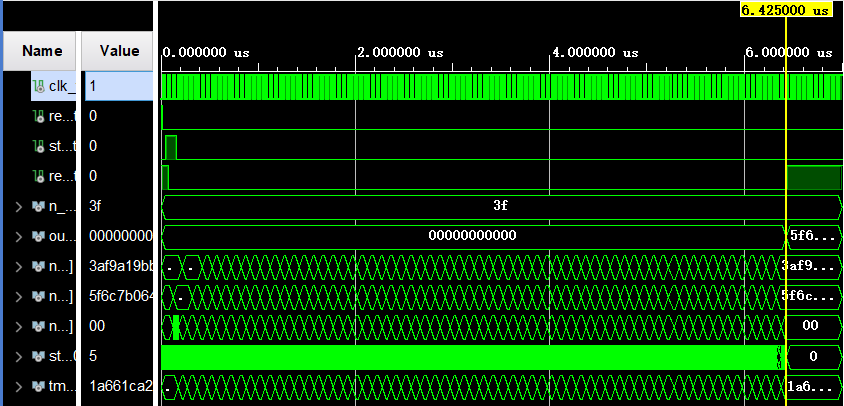 6.425000 us
Name Value
0.000000 us 2.000000 us 4.000000 us 6.000000 us
clk_ 1
re...t 0
st...t 0
re...t 0
n_... 3f 3f
ou... 00000000 00000000000 5f6...
n...] 3af9a19bb 3af9...
n...] 5f6c7b064 5f6c...
n...] 00 00
st... 5 0
tm... 1a661ca2 1a6...